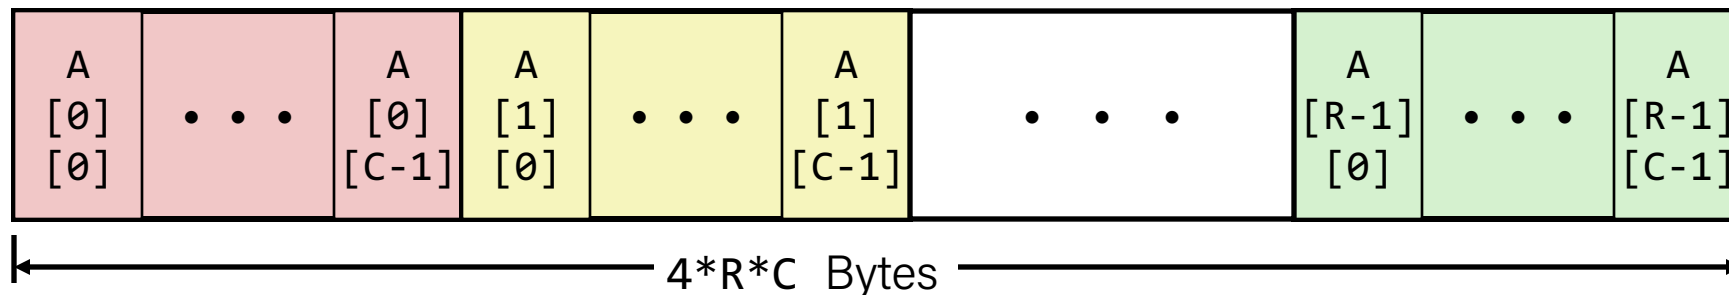 A • • • A A • • • A • • • A • • • A
[0] [0] [1] [1] [R-1] [R-1]
[0] [C-1] [0] [C-1] [0] [C-1]
4*R*C Bytes